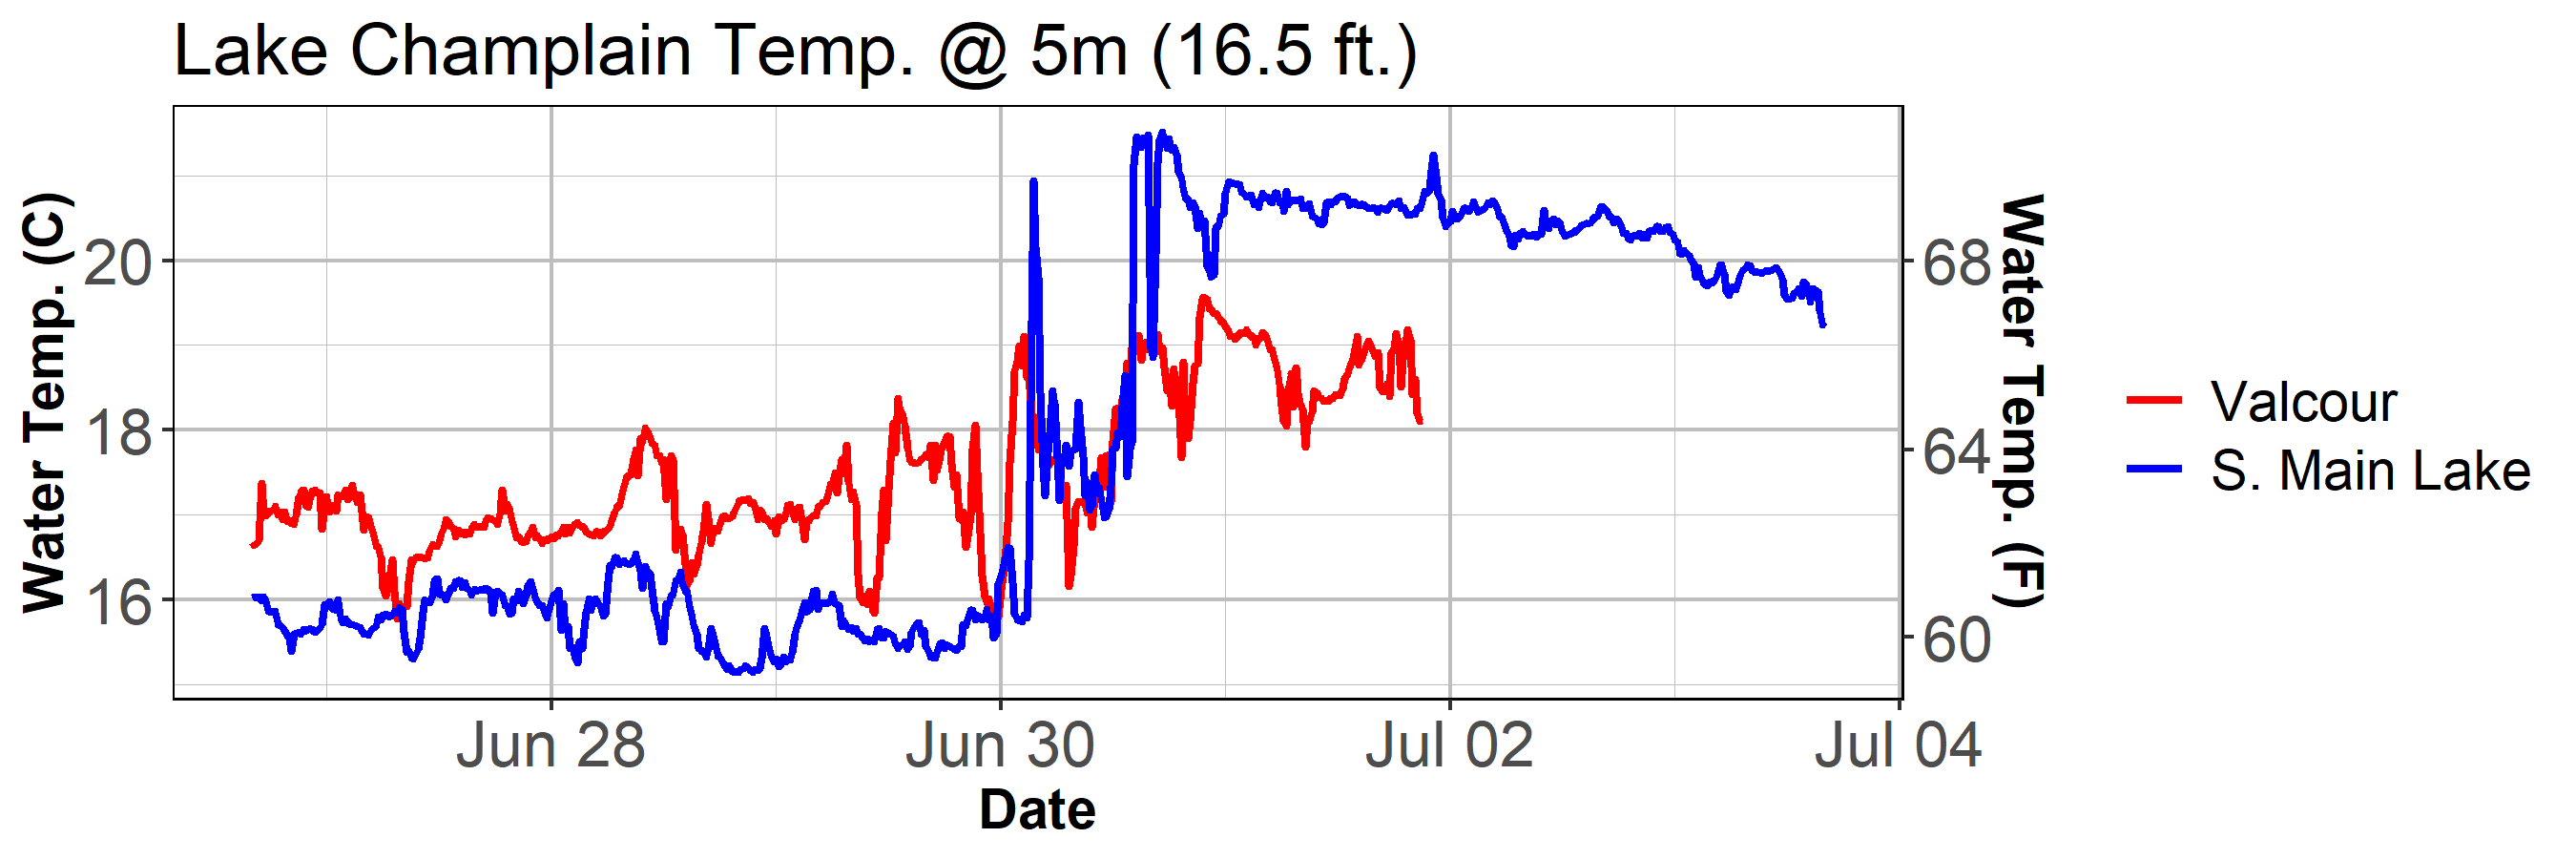 Lake Champlain Temp. @ 5m (16.5 ft.)
Water Temp. (C)
20
18
16
68
64
60
Water Temp. (F)
Jun 28
Jun 30
Jul 02
Jul 04
Date
Valcour
S. Main Lake